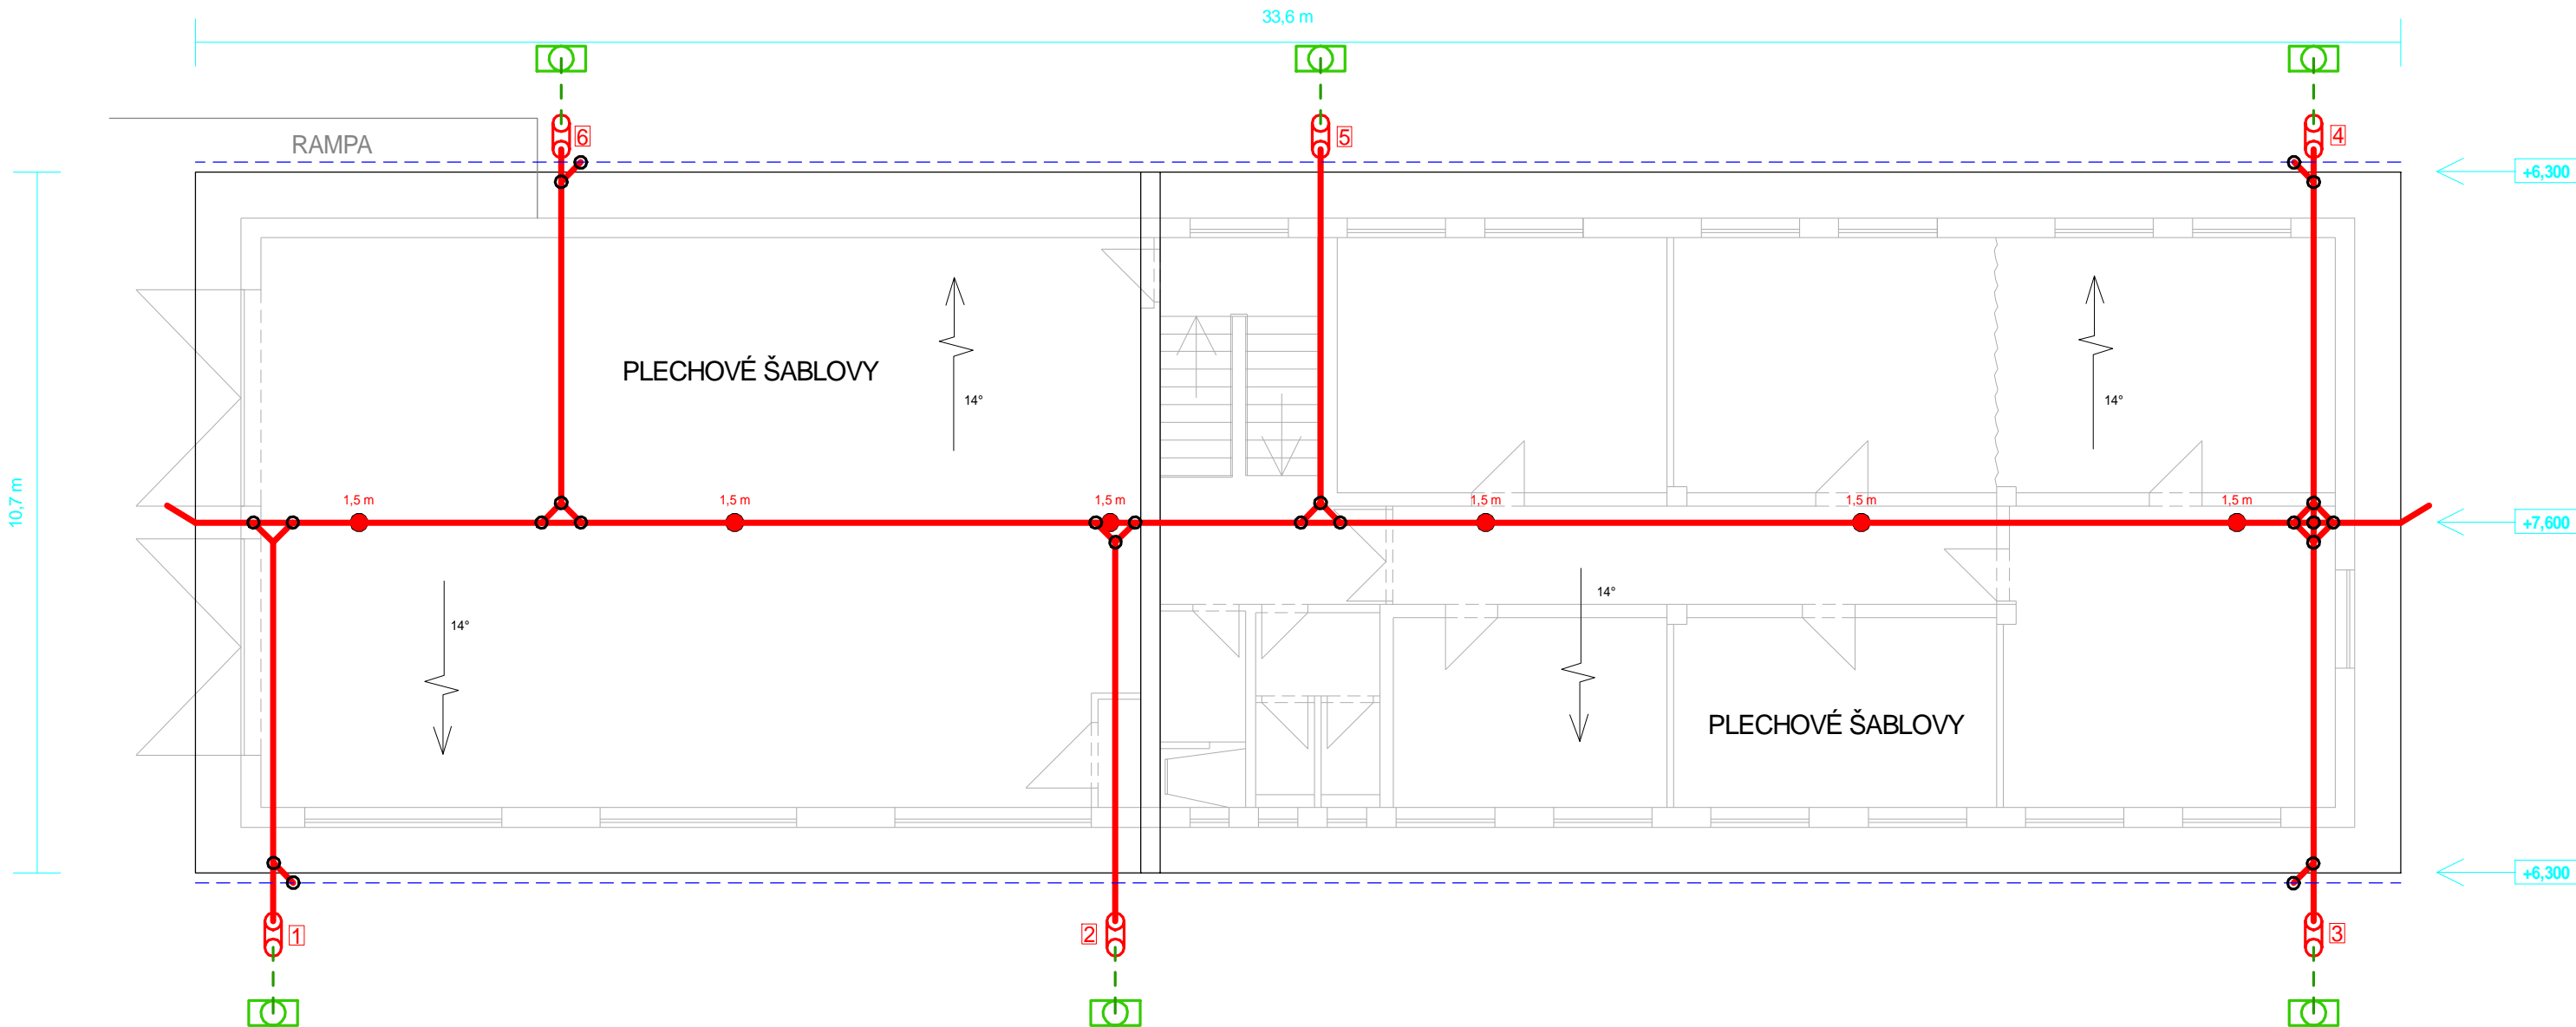 33,6 m
6
5
4
RAMPA
+6,300
PLECHOVÉ ŠABLOVY
14°
14°
10,7 m
1,5 m
1,5 m
1,5 m
1,5 m
1,5 m
1,5 m
+7,600
14°
14°
PLECHOVÉ ŠABLOVY
+6,300
1
2
3